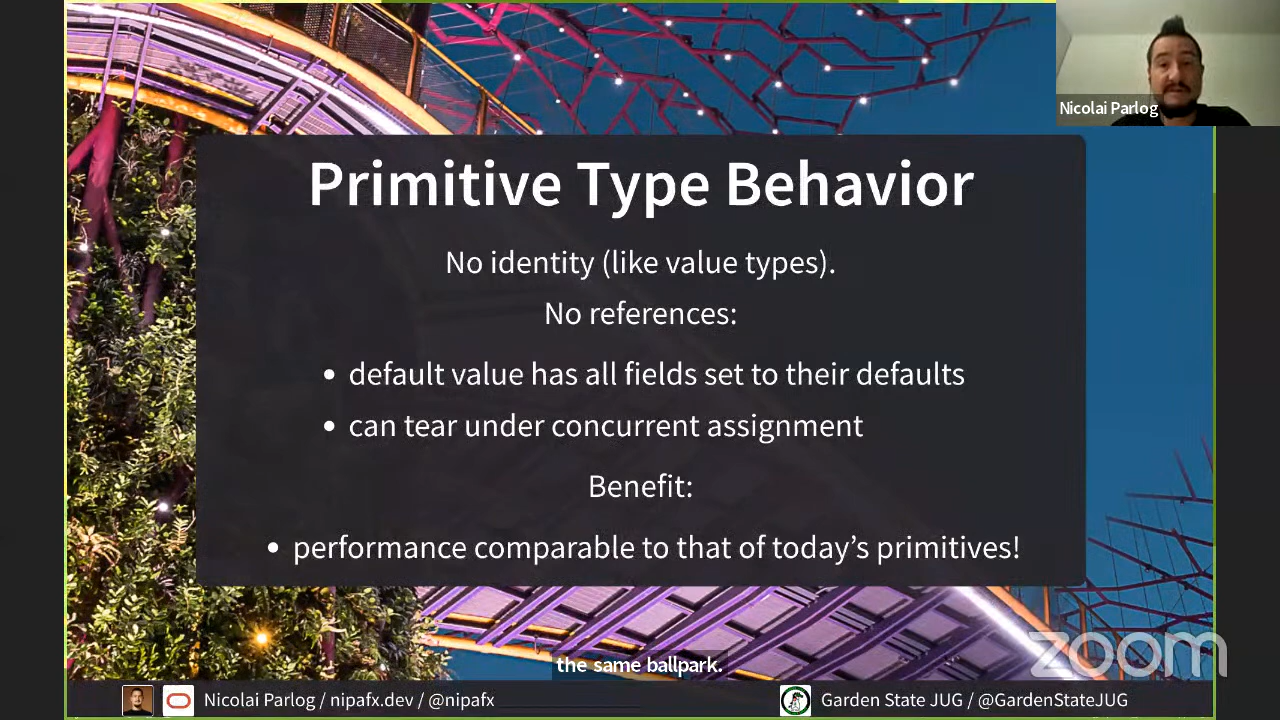 Nicolai Parlog
Primitive Type Behavior
No identity (like value types).
No references:
• default value has all fields set to their defaults
• can tear under concurrent assignment
Benefit:
• performance comparable to that of today’s primitives!
zoom
the same ballpark.
Nicolai Parlog / nipafx.dev / @nipafx
Garden State JUG / @GardenStateJUG